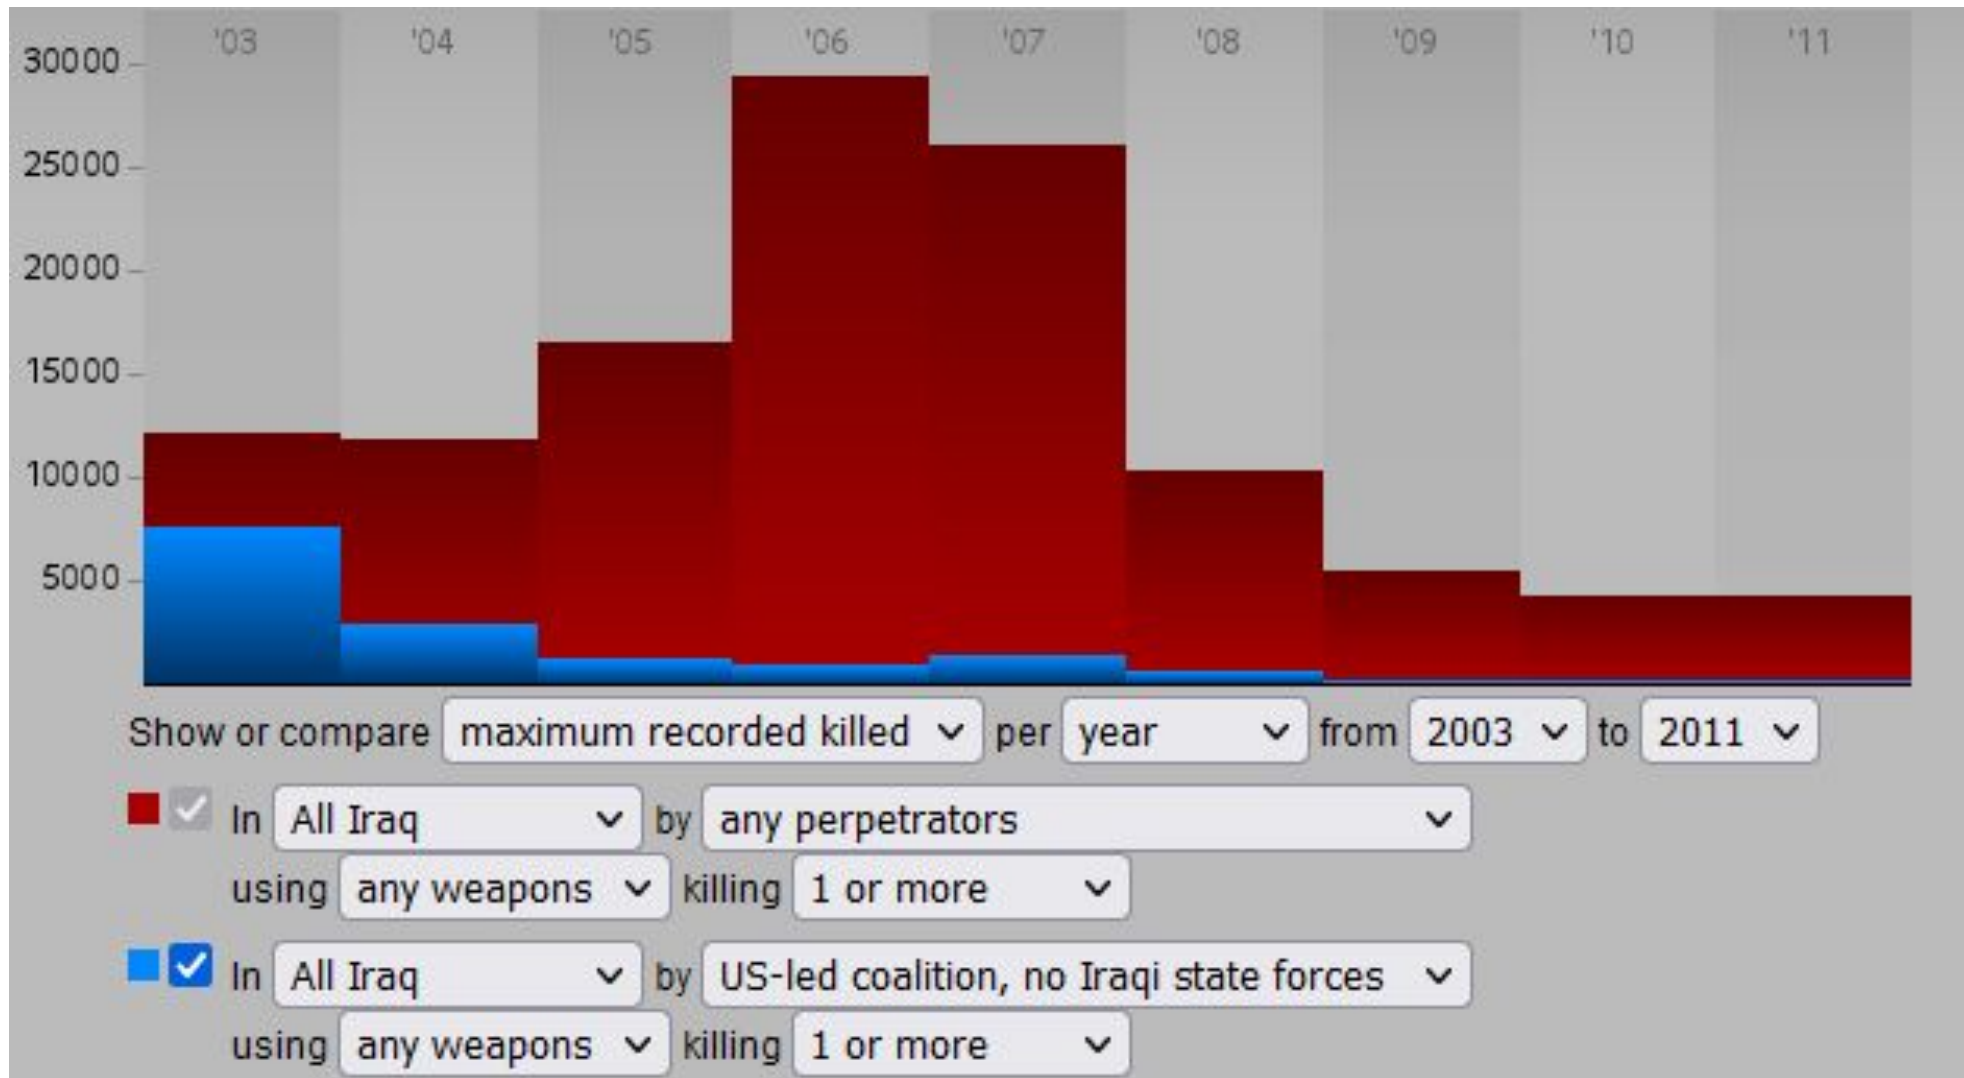 '03 '04 '05 '06 '07 '08 '09 '10 '11
30000
25000
20000
15000
10000
5000
Show or compare maximum recorded killed per year from 2003 to 2011
In All Iraq by any perpetrators
using any weapons killing 1 or more
In All Iraq by US-led coalition, no Iraqi state forces
using any weapons killing 1 or more